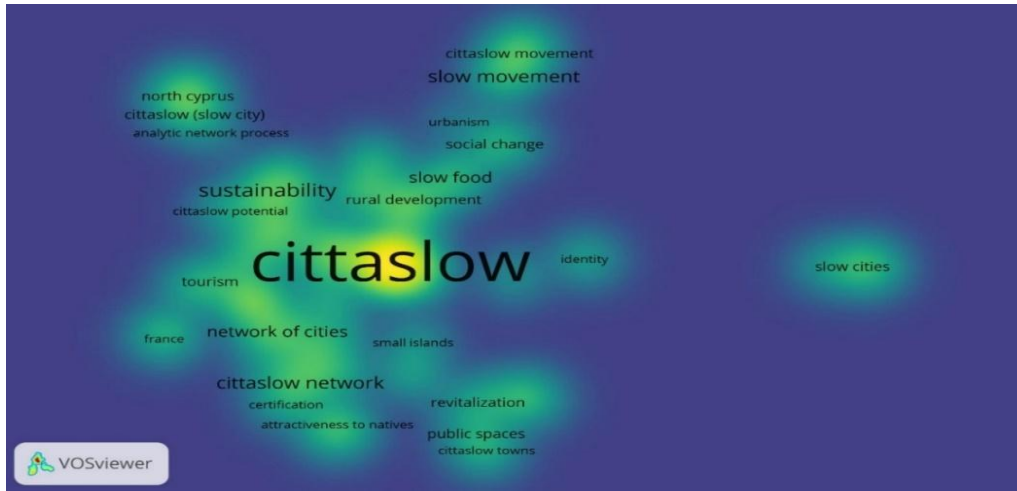 cittaslow movement
slow movement
north cyprus
cittaslow (slow city)
urbanism
analytic network process
social change
slow food
sustainability
rural development
cittaslow potential
cittaslow
identity
slow cities
tourism
network of cities
france
small islands
cittaslow network
revitalization
certification
attractiveness to natives
public spaces
cittaslow towns
VOSviewer